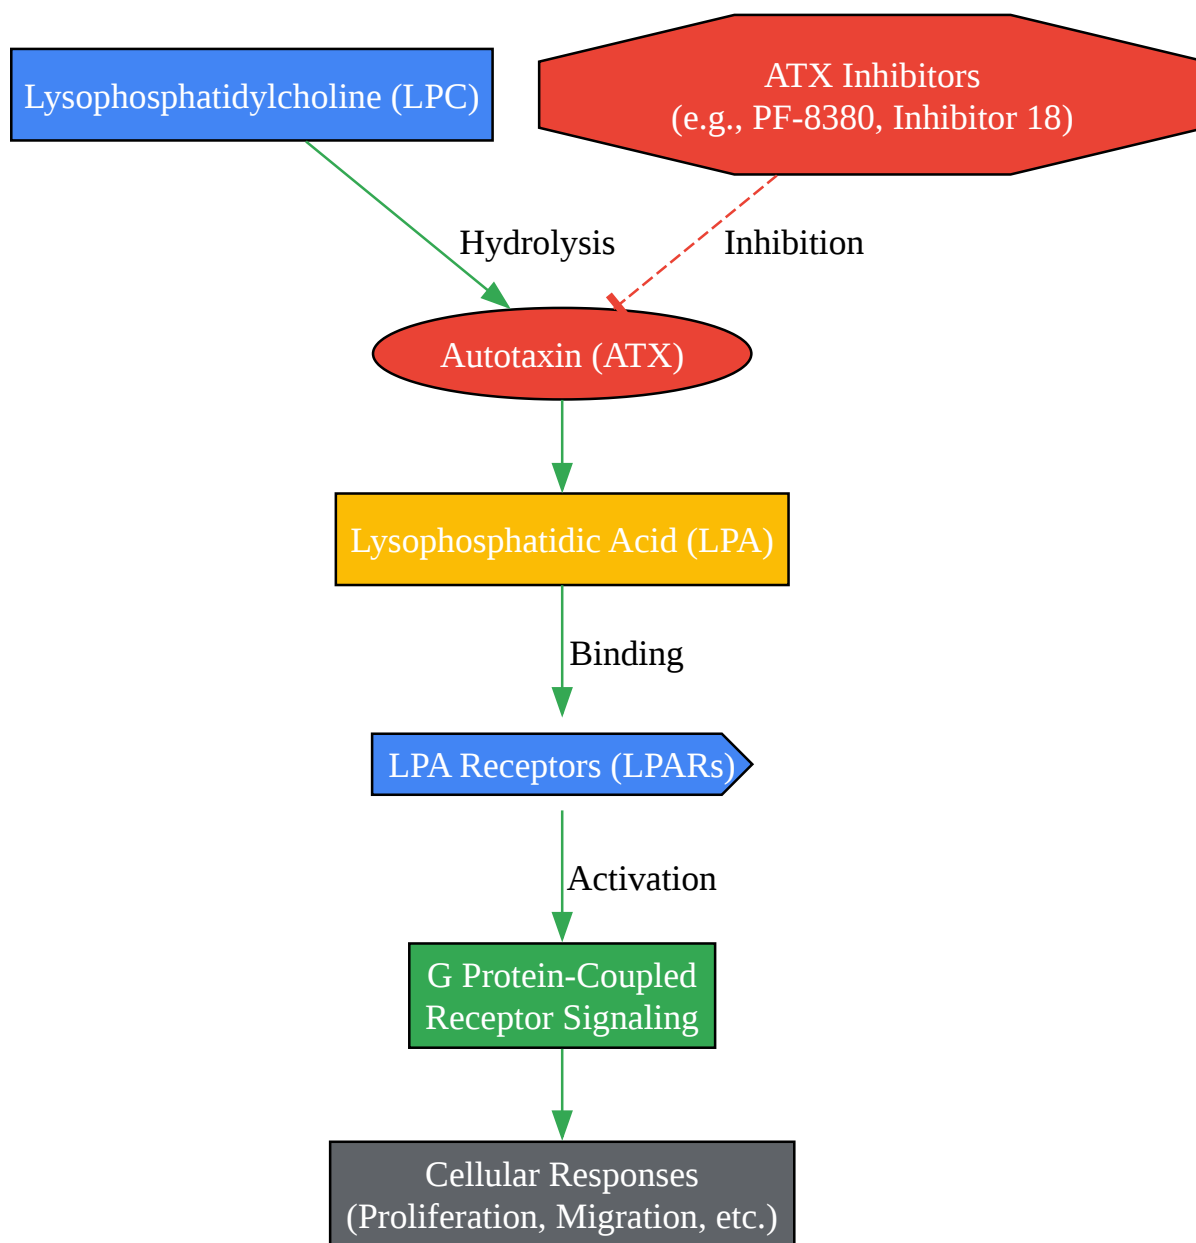 Lysophosphatidylcholine (LPC)
ATX Inhibitors
(e.g., PF-8380, Inhibitor 18)
Hydrolysis
Inhibition
Autotaxin (ATX)
Lysophosphatidic Acid (LPA)
Binding
LPA Receptors (LPARs)
Activation
G Protein-Coupled
Receptor Signaling
Cellular Responses
(Proliferation, Migration, etc.)